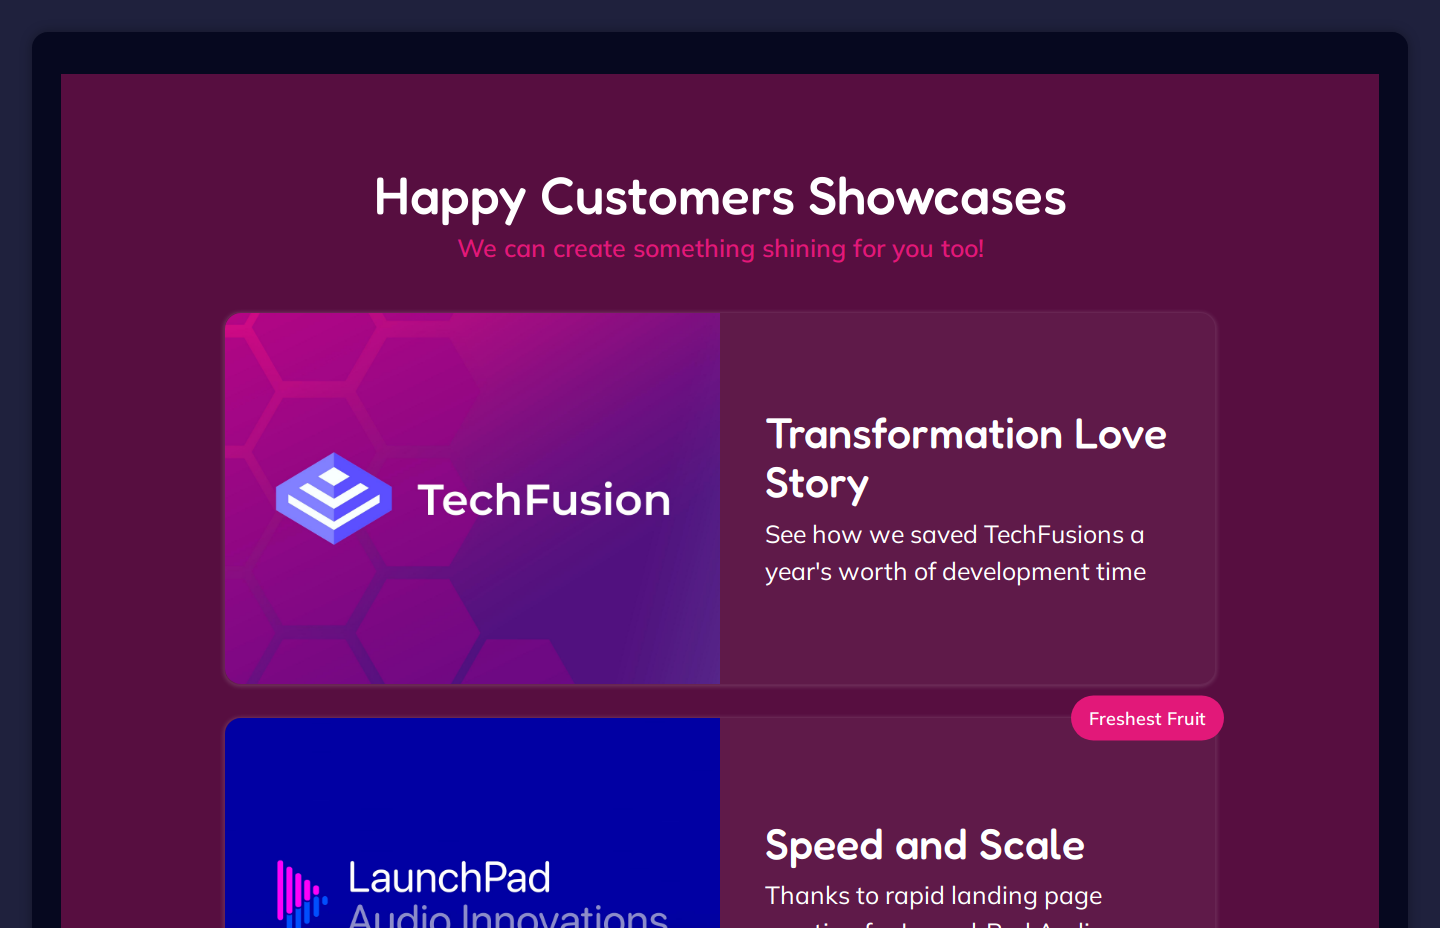 Happy Customers Showcases
We can create something shining for you too!
TechFusion
Transformation Love
Story
See how we saved TechFusions a
year's worth of development time
Freshest Fruit
LaunchPad
Audio Innovations
Speed and Scale
Thanks to rapid landing page